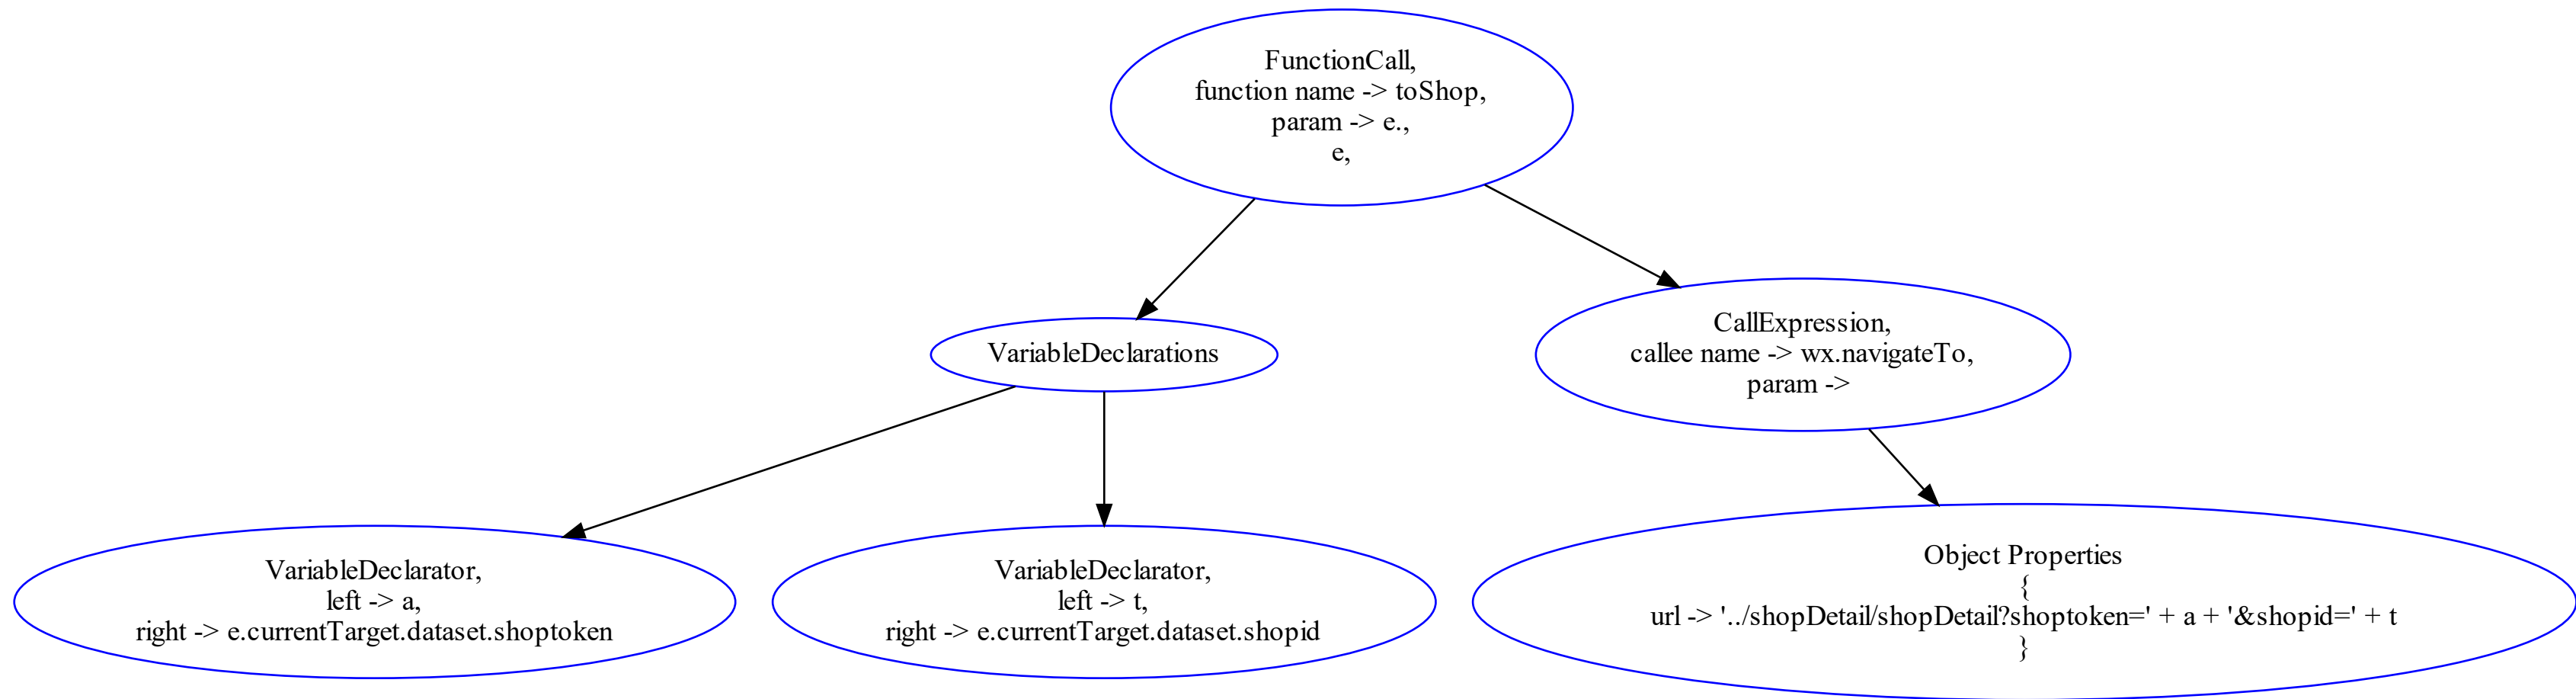 FunctionCall,
function name -> toShop,
param -> e.,
e,
VariableDeclarations
CallExpression,
callee name -> wx.navigateTo,
param ->
VariableDeclarator,
left -> a,
right -> e.currentTarget.dataset.shoptoken
VariableDeclarator,
left -> t,
right -> e.currentTarget.dataset.shopid
Object Properties
{
url -> '../shopDetail/shopDetail?shoptoken=' + a + '&shopid=' + t
}